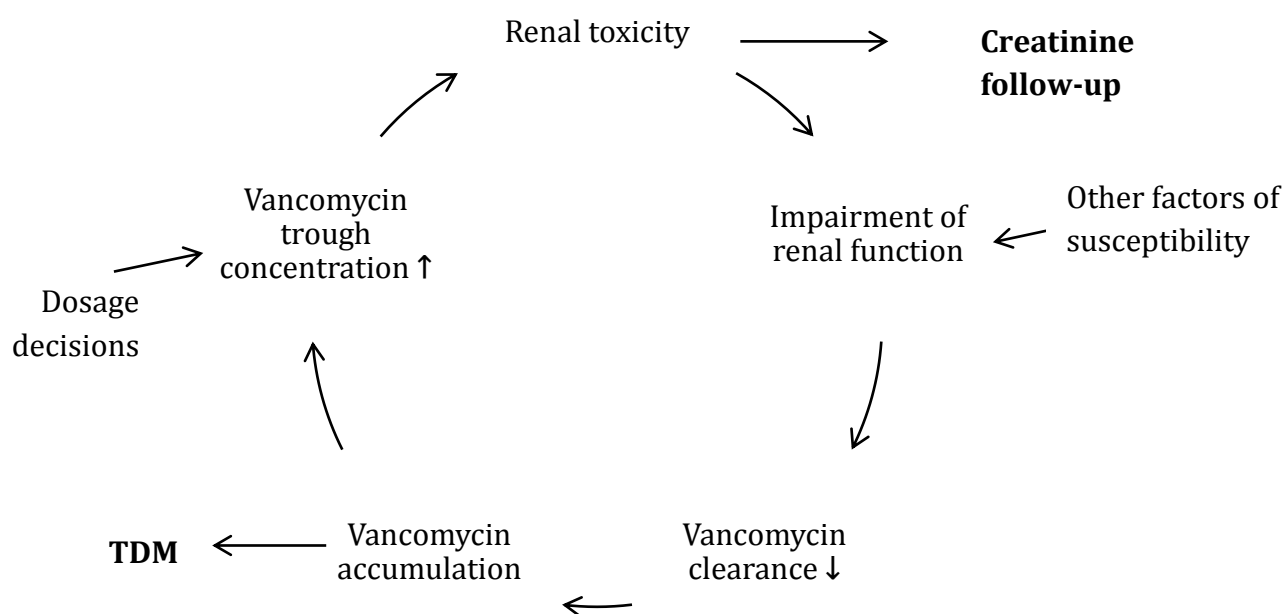 Renal toxicity
Creatinine
follow-up
Vancomycin
trough
concentration ↑
Impairment of
renal function
Other factors of
susceptibility
Dosage
decisions
TDM
Vancomycin
accumulation
Vancomycin
clearance ↓